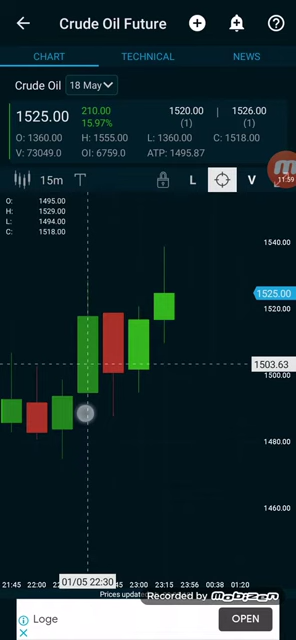 Crude Oil Future
CHART TECHNICAL NEWS
Crude Oil 18 May
1525.00 210.00 15.97% 1520.00 (1) | 1526.00 (1)
O: 1360.00 H: 1555.00 L: 1360.00 C: 1518.00
V: 73049.0 OI: 6759.0 ATP: 1495.87
15m T L V
11:59
O: 1495.00
H: 1529.00
L: 1494.00
C: 1518.00
1540.00
1525.00
1520.00
1503.63
1500.00
1480.00
1460.00
21:45 22:00 01/05 22:30 23:00 23:15 23:56 00:38 01:20
Recorded by MOBIZEN
Loge
OPEN